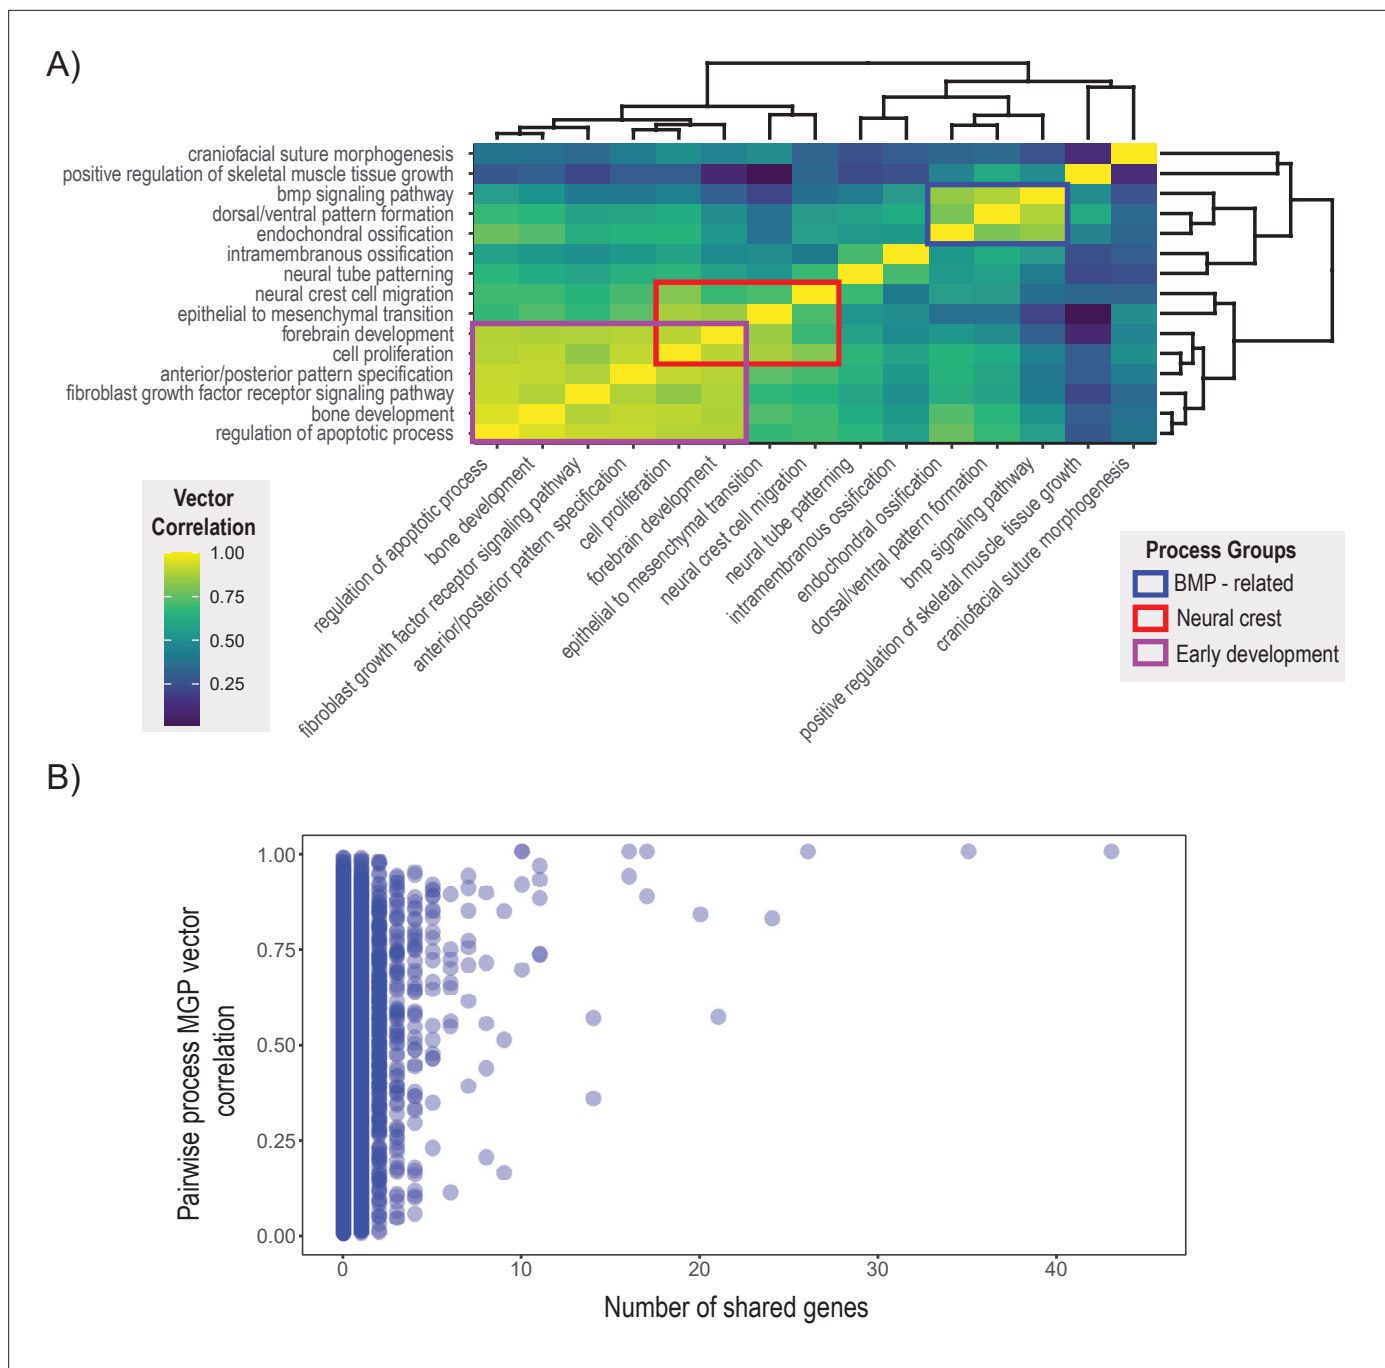 A)
craniofacial suture morphogenesis
positive regulation of skeletal muscle tissue growth
bmp signaling pathway
dorsal/ventral pattern formation
endochondral ossification
intramembranous ossification
neural tube patterning
neural crest cell migration
epithelial to mesenchymal transition
forebrain development
cell proliferation
anterior/posterior pattern specification
fibroblast growth factor receptor signaling pathway
bone development
regulation of apoptotic process
regulation of apoptotic process
bone development
fibroblast growth factor receptor signaling pathway
anterior/posterior pattern specification
cell proliferation
forebrain development
epithelial to mesenchymal transition
neural crest cell migration
neural tube patterning
intramembranous ossification
endochondral ossification
dorsal/ventral pattern formation
bmp signaling pathway
positive regulation of skeletal muscle tissue growth
craniofacial suture morphogenesis
Vector
Correlation
1.00
0.75
0.50
0.25
Process Groups
BMP - related
Neural crest
Early development
B)
Pairwise process MGP vector
correlation
1.00
0.75
0.50
0.25
0.00
0
10
20
30
40
Number of shared genes